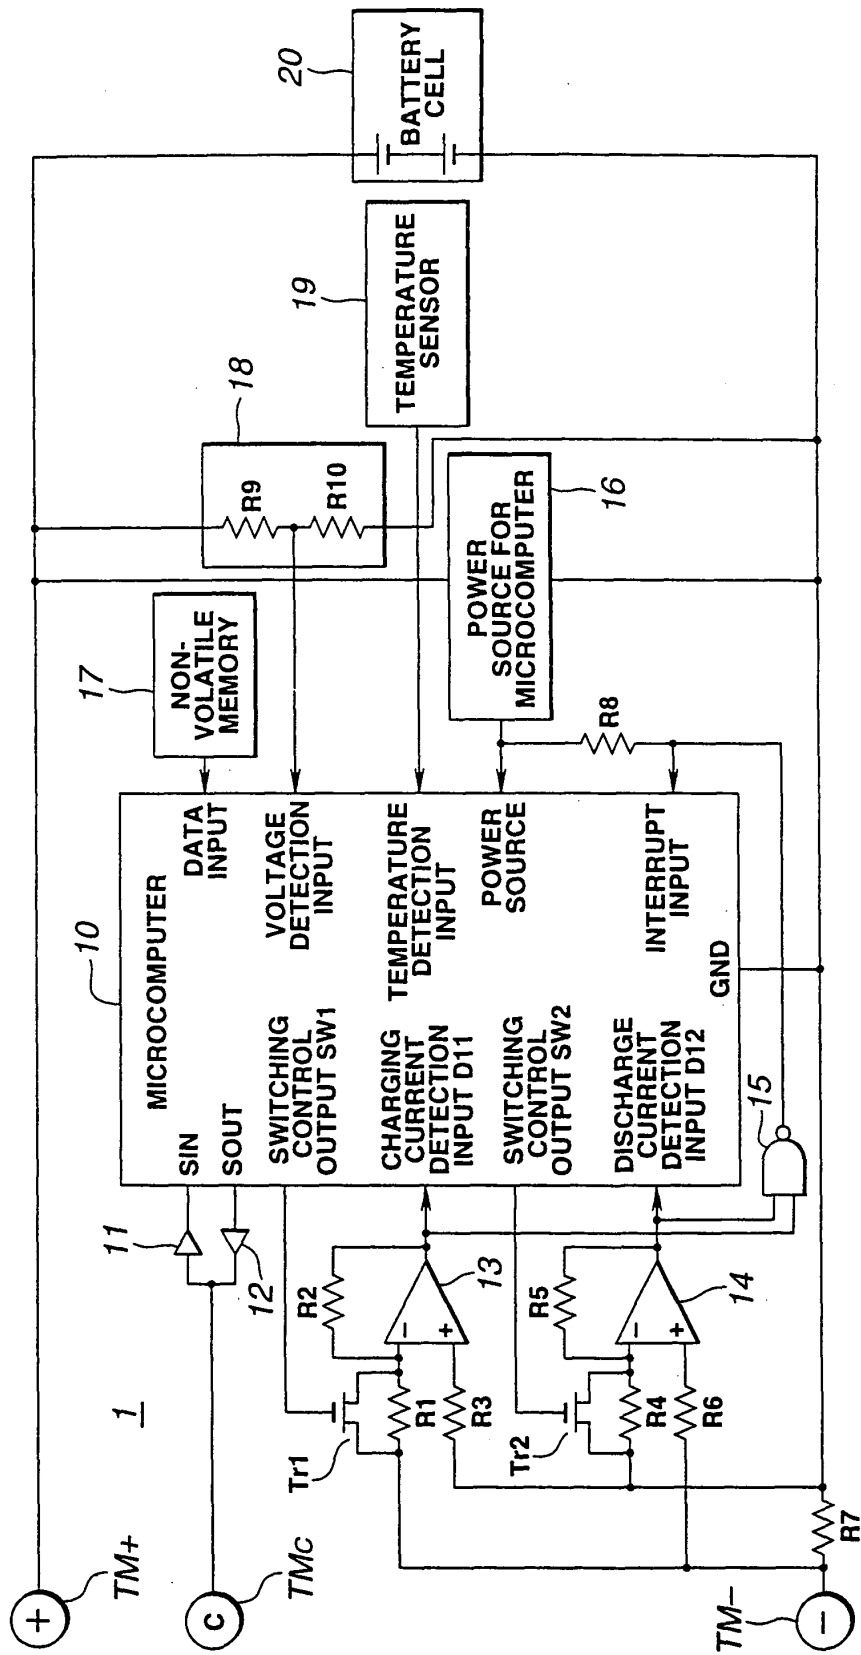 1
20
BATTERY
CELL
19
TEMPERATURE
SENSOR
18
R9
R10
16
POWER
SOURCE FOR
MICROCOMPUTER
17
NON-
VOLATILE
MEMORY
R8
10
MICROCOMPUTER
DATA
INPUT
VOLTAGE
DETECTION
INPUT
TEMPERATURE
DETECTION
INPUT
POWER
SOURCE
INTERRUPT
INPUT
GND
SIN
SOUT
SWITCHING
CONTROL
OUTPUT SW1
CHARGING
CURRENT
DETECTION
INPUT D11
SWITCHING
CONTROL
OUTPUT SW2
DISCHARGE
CURRENT
DETECTION
INPUT D12
15
11
12
R2
13
−
+
R5
14
−
+
Tr1
R1
R3
Tr2
R4
R6
R7
+
TM+
C
TMc
−
TM−